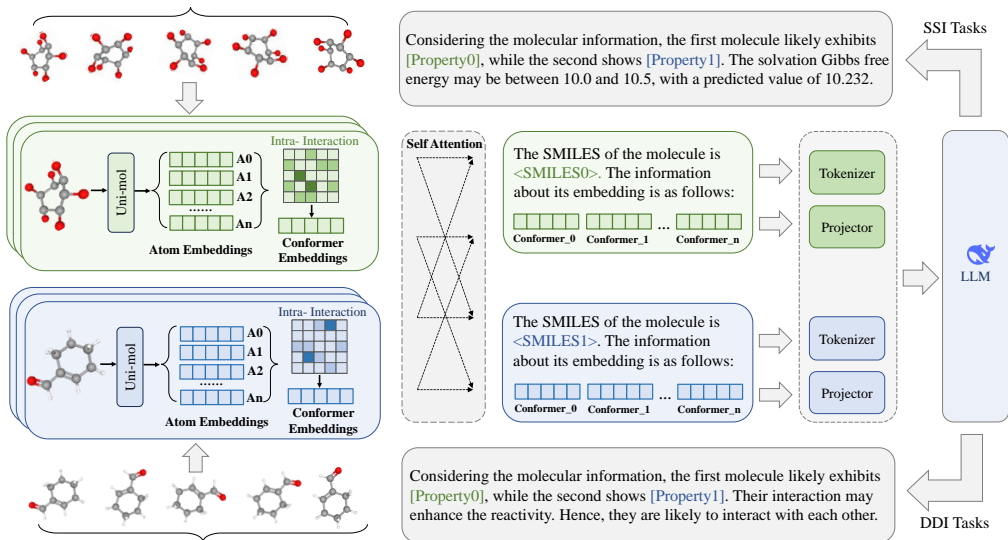 Considering the molecular information, the first molecule likely exhibits
[Property0], while the second shows [Property1]. The solvation Gibbs free
energy may be between 10.0 and 10.5, with a predicted value of 10.232.
SSI Tasks
Uni-mol
A0
A1
A2
......
An
Atom Embeddings
Intra- Interaction
Conformer
Embeddings
Self Attention
The SMILES of the molecule is
<SMILES0>. The information
about its embedding is as follows:
...
Conformer_0
Conformer_1
Conformer_n
Tokenizer
Projector
LLM
Uni-mol
A0
A1
A2
......
An
Atom Embeddings
Intra- Interaction
Conformer
Embeddings
The SMILES of the molecule is
<SMILES1>. The information
about its embedding is as follows:
...
Conformer_0
Conformer_1
Conformer_n
Tokenizer
Projector
Considering the molecular information, the first molecule likely exhibits
[Property0], while the second shows [Property1]. Their interaction may
enhance the reactivity. Hence, they are likely to interact with each other.
DDI Tasks